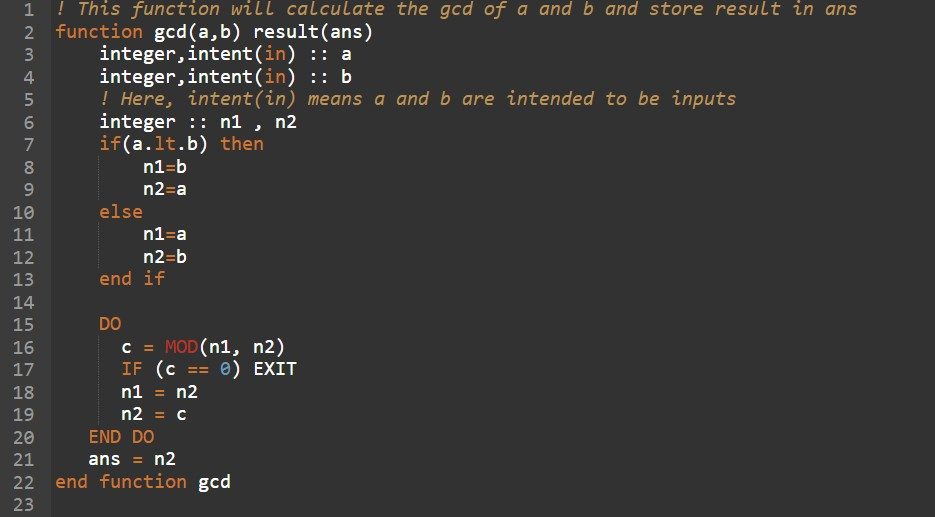 1 ! This function will calculate the gcd of a and b and store result in ans
2 function gcd(a,b) result(ans)
3     integer,intent(in) :: a
4     integer,intent(in) :: b
5     ! Here, intent(in) means a and b are intended to be inputs
6     integer :: n1 , n2
7     if(a.lt.b) then
8         n1=b
9         n2=a
10     else
11         n1=a
12         n2=b
13     end if
14
15     DO
16       c = MOD(n1, n2)
17       IF (c == 0) EXIT
18       n1 = n2
19       n2 = c
20    END DO
21    ans = n2
22 end function gcd
23